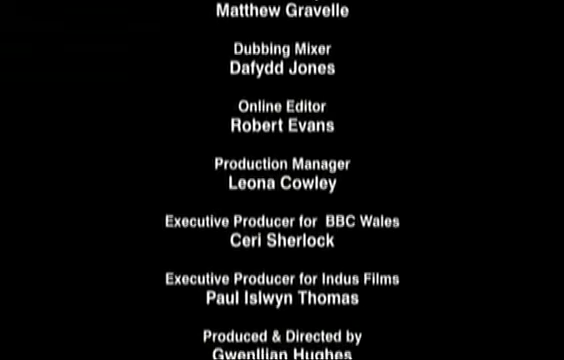 Matthew Gravelle
Dubbing Mixer
Dafydd Jones
Online Editor
Robert Evans
Production Manager
Leona Cowley
Executive Producer for BBC Wales
Ceri Sherlock
Executive Producer for Indus Films
Paul Islwyn Thomas
Produced & Directed by
Gwenllian Hughes